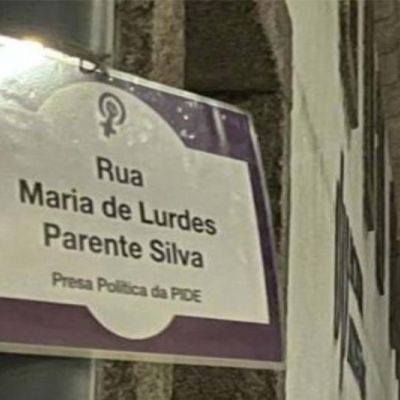 Rua
Maria de Lurdes
Parente Silva
Presa Política da PIDE